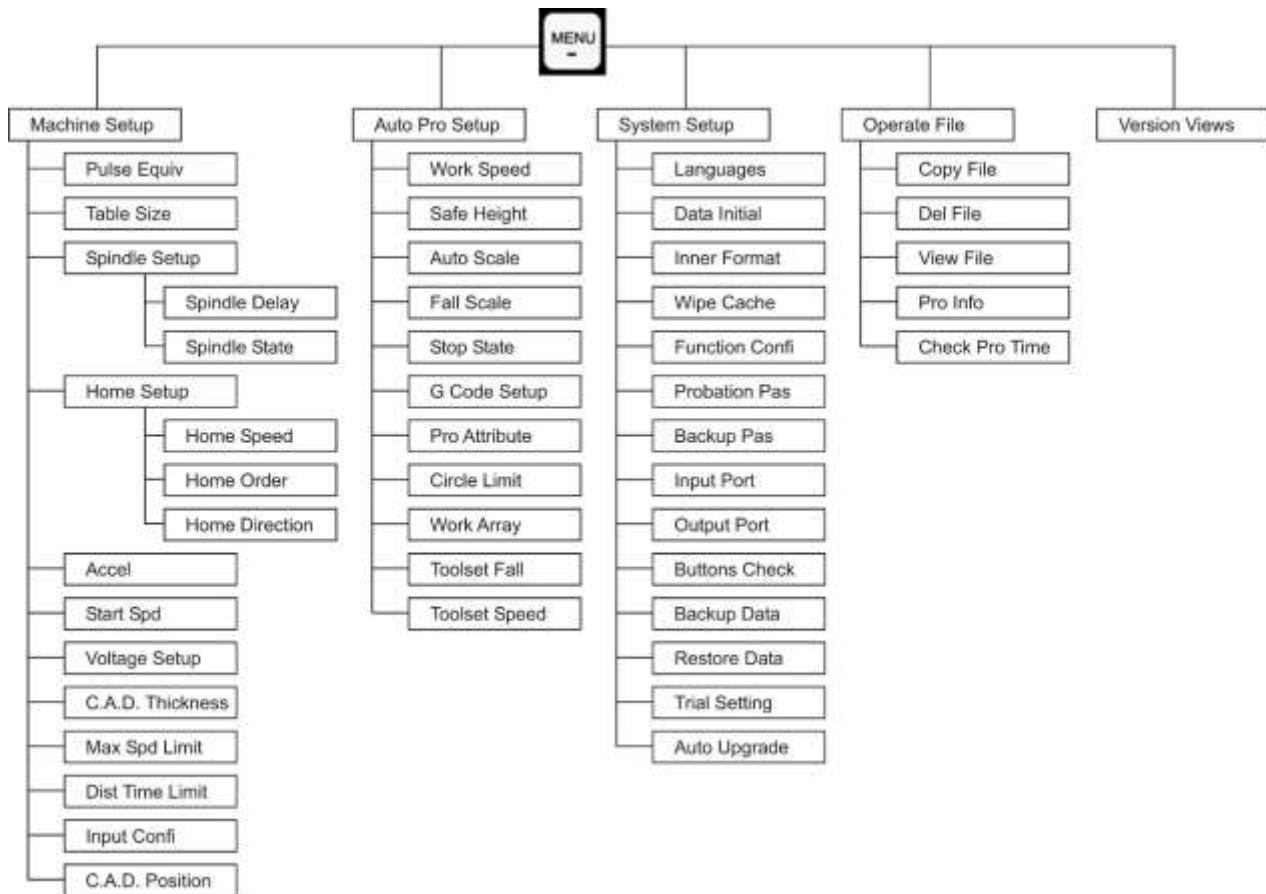 MENU
Machine Setup
Pulse Equiv
Table Size
Spindle Setup
Spindle Delay
Spindle State
Home Setup
Home Speed
Home Order
Home Direction
Accel
Start Spd
Voltage Setup
C.A.D. Thickness
Max Spd Limit
Dist Time Limit
Input Confi
C.A.D. Position
Auto Pro Setup
Work Speed
Safe Height
Auto Scale
Fall Scale
Stop State
G Code Setup
Pro Attribute
Circle Limit
Work Array
Toolset Fall
Toolset Speed
System Setup
Languages
Data Initial
Inner Format
Wipe Cache
Function Confi
Probation Pas
Backup Pas
Input Port
Output Port
Buttons Check
Backup Data
Restore Data
Trial Setting
Auto Upgrade
Operate File
Copy File
Del File
View File
Pro Info
Check Pro Time
Version Views